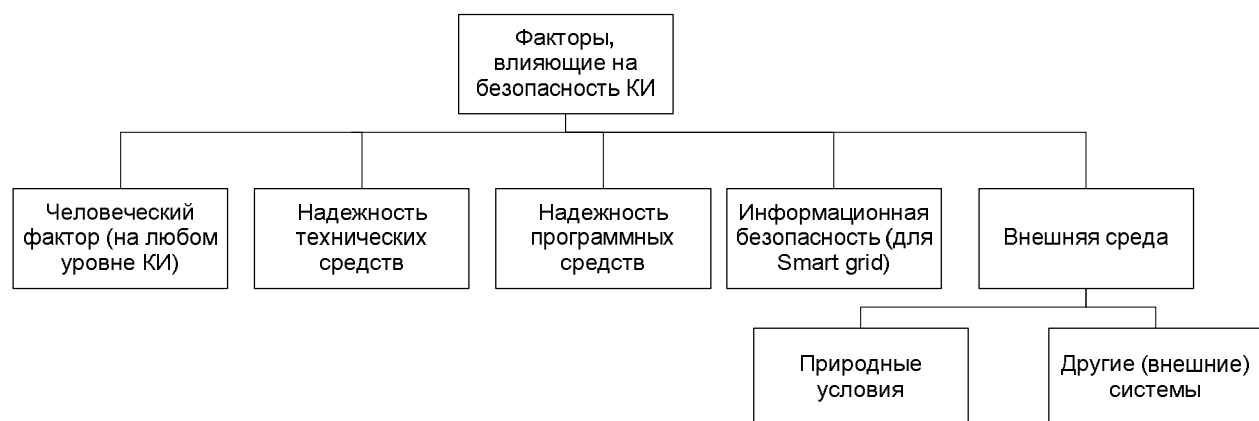 Факторы,
влияющие на
безопасность КИ
Человеческий
фактор (на любом
уровне КИ)
Надежность
технических
средств
Надежность
программных
средств
Информационная
безопасность (для
Smart grid)
Внешняя среда
Природные
условия
Другие (внешние)
системы